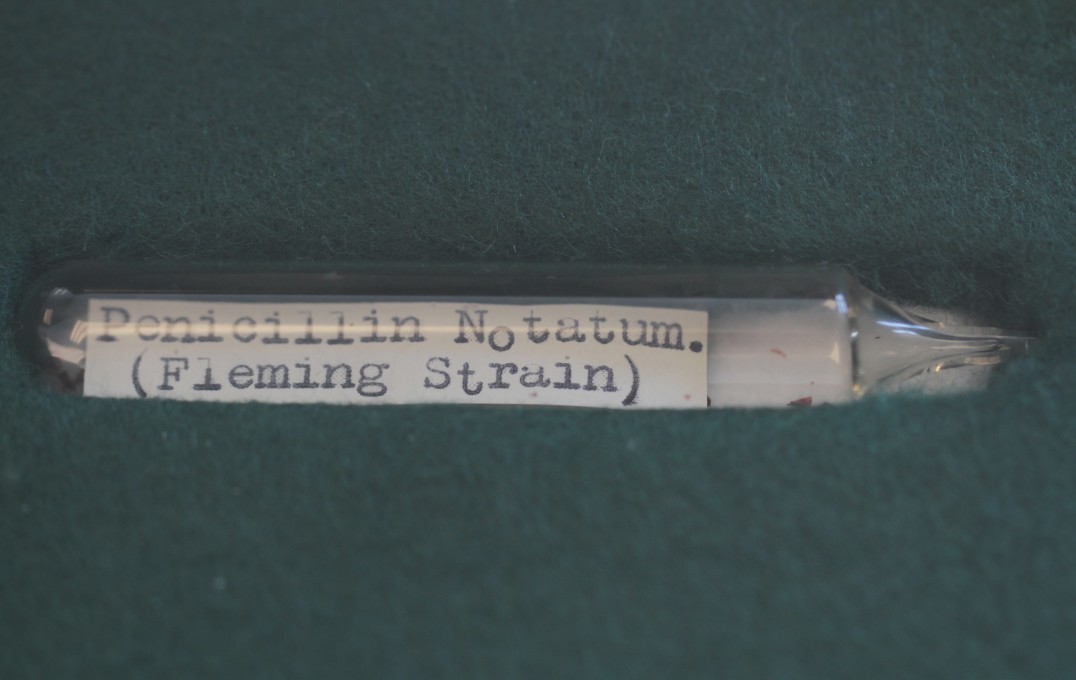 Penicillin Notatum.
(Fleming Strain)